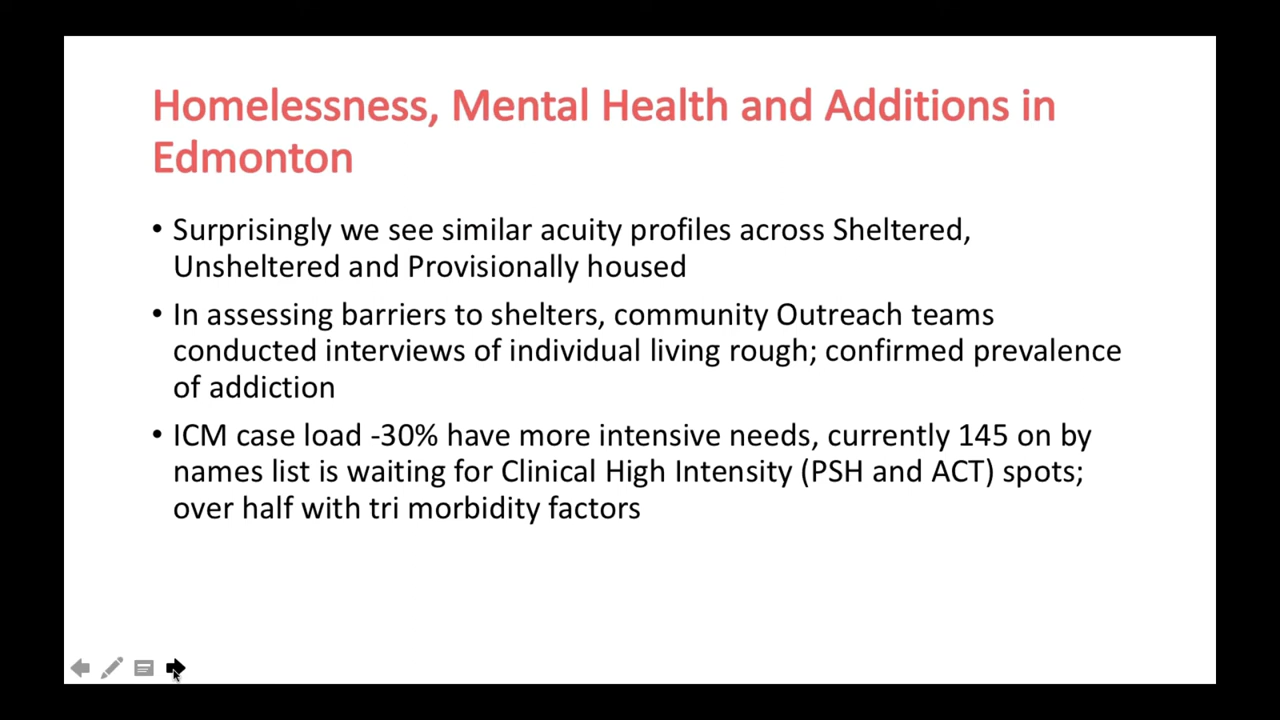 Homelessness, Mental Health and Additions in
Edmonton
• Surprisingly we see similar acuity profiles across Sheltered,
Unsheltered and Provisionally housed
• In assessing barriers to shelters, community Outreach teams
conducted interviews of individual living rough; confirmed prevalence
of addiction
• ICM case load -30% have more intensive needs, currently 145 on by
names list is waiting for Clinical High Intensity (PSH and ACT) spots;
over half with tri morbidity factors